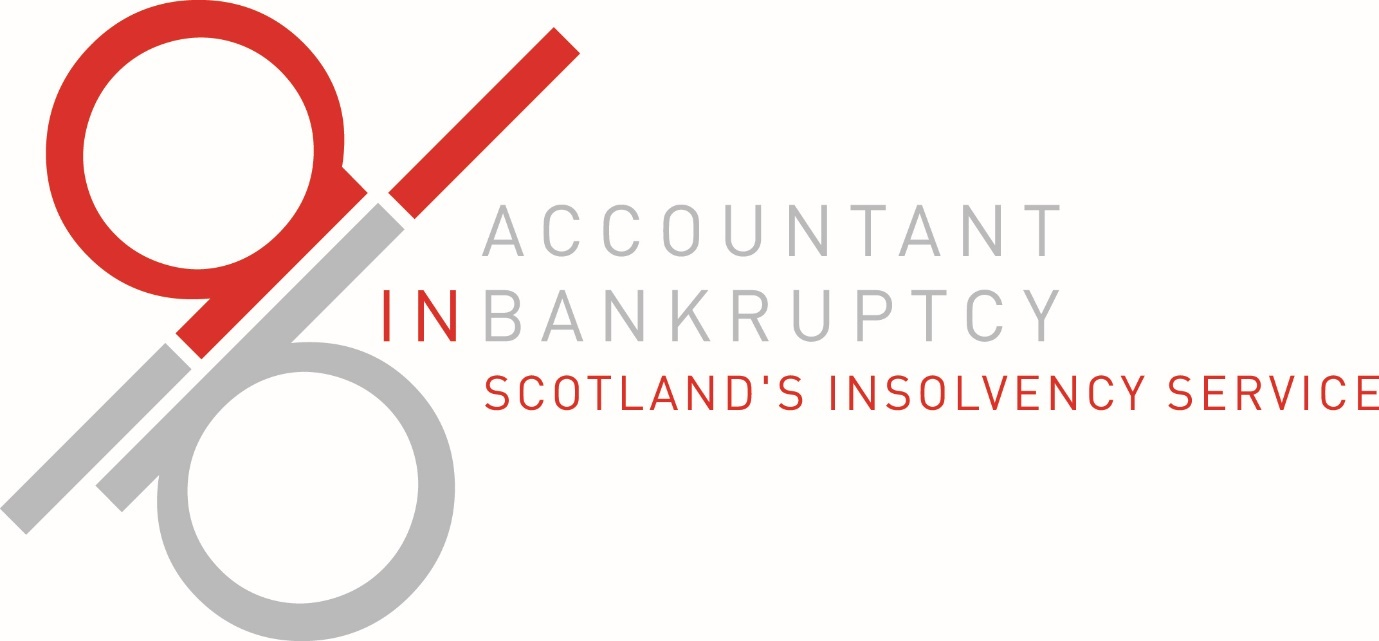 ACCOUNTANT
IN BANKRUPTCY
SCOTLAND'S INSOLVENCY SERVICE